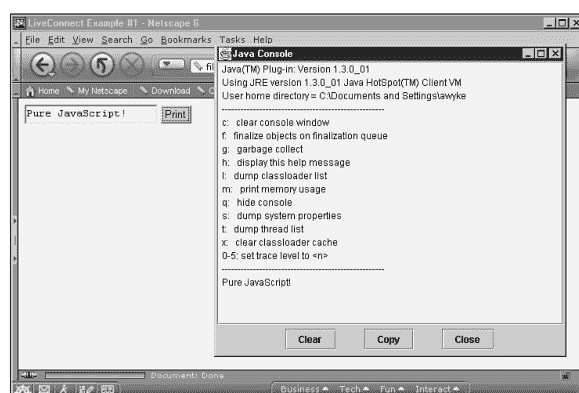 LiveConnect Example #1 - Netscape 6
File Edit View Search Go Bookmarks Tasks Help
Home My Netscape Download
Pure JavaScript! Print
Java Console
Java(TM) Plug-in: Version 1.3.0_01
Using JRE version 1.3.0_01 Java HotSpot(TM) Client VM
User home directory = C:\Documents and Settings\awyke
----------------------------------------------------
c: clear console window
f: finalize objects on finalization queue
g: garbage collect
h: display this help message
l: dump classloader list
m: print memory usage
q: hide console
s: dump system properties
t: dump thread list
x: clear classloader cache
0-5: set trace level to <n>
----------------------------------------------------
Pure JavaScript!
Clear Copy Close
Document: Done
Business Tech Fun Interact